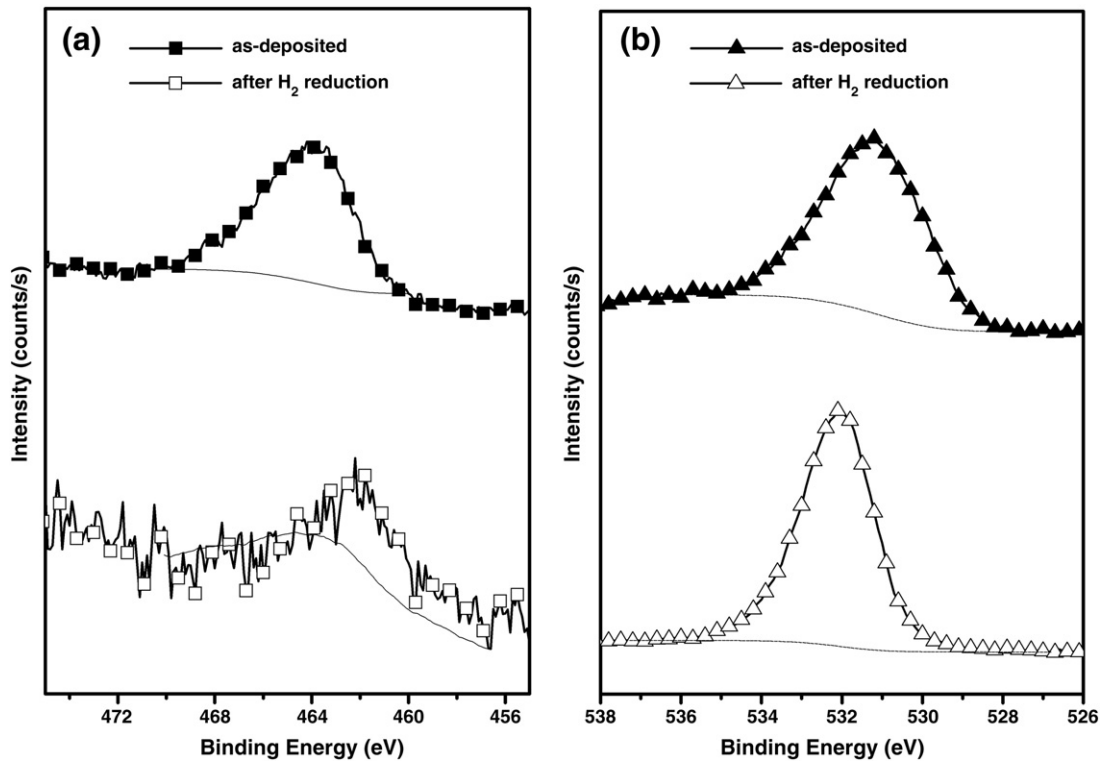 (a)
as-deposited
after H₂ reduction
Intensity (counts/s)
472 468 464 460 456
Binding Energy (eV)
(b)
as-deposited
after H₂ reduction
Intensity (counts/s)
538 536 534 532 530 528 526
Binding Energy (eV)